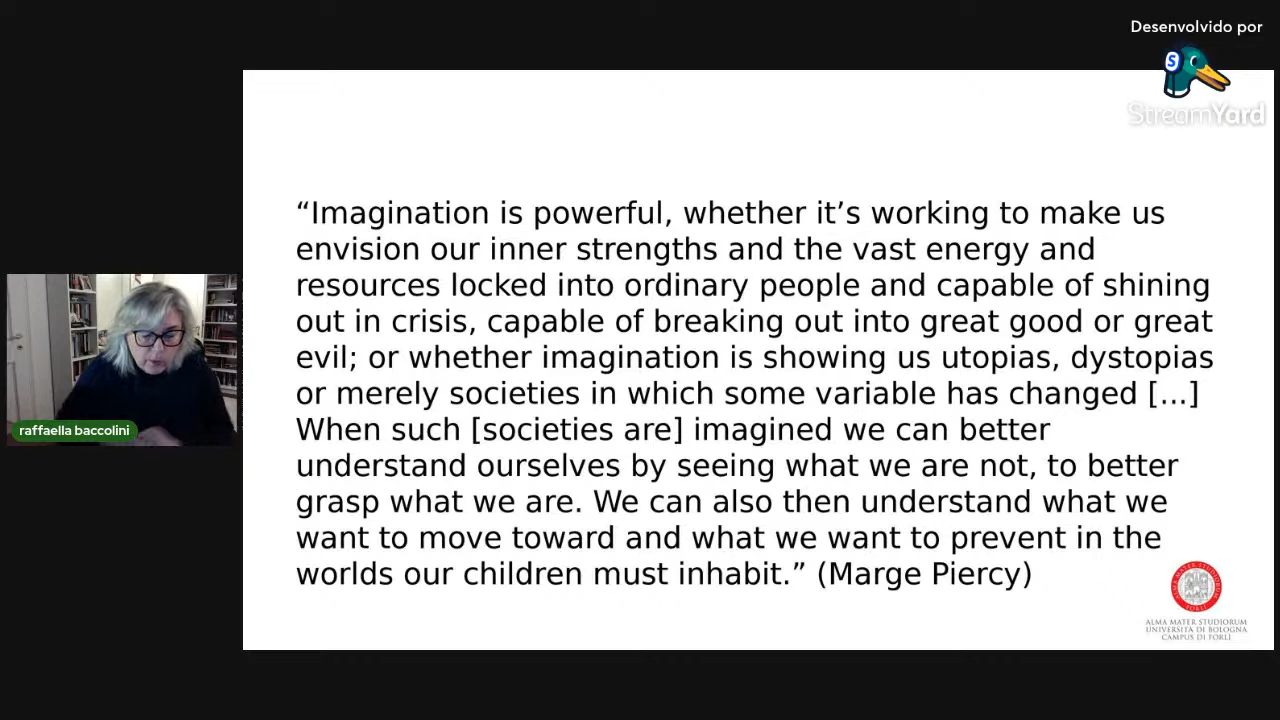 Desenvolvido por
StreamYard
“Imagination is powerful, whether it’s working to make us
envision our inner strengths and the vast energy and
resources locked into ordinary people and capable of shining
out in crisis, capable of breaking out into great good or great
evil; or whether imagination is showing us utopias, dystopias
or merely societies in which some variable has changed [...]
When such [societies are] imagined we can better
understand ourselves by seeing what we are not, to better
grasp what we are. We can also then understand what we
want to move toward and what we want to prevent in the
worlds our children must inhabit.” (Marge Piercy)
raffaella baccolini
ALMA MATER STUDIORUM
UNIVERSITÀ DI BOLOGNA
CAMPUS DI FORLÌ